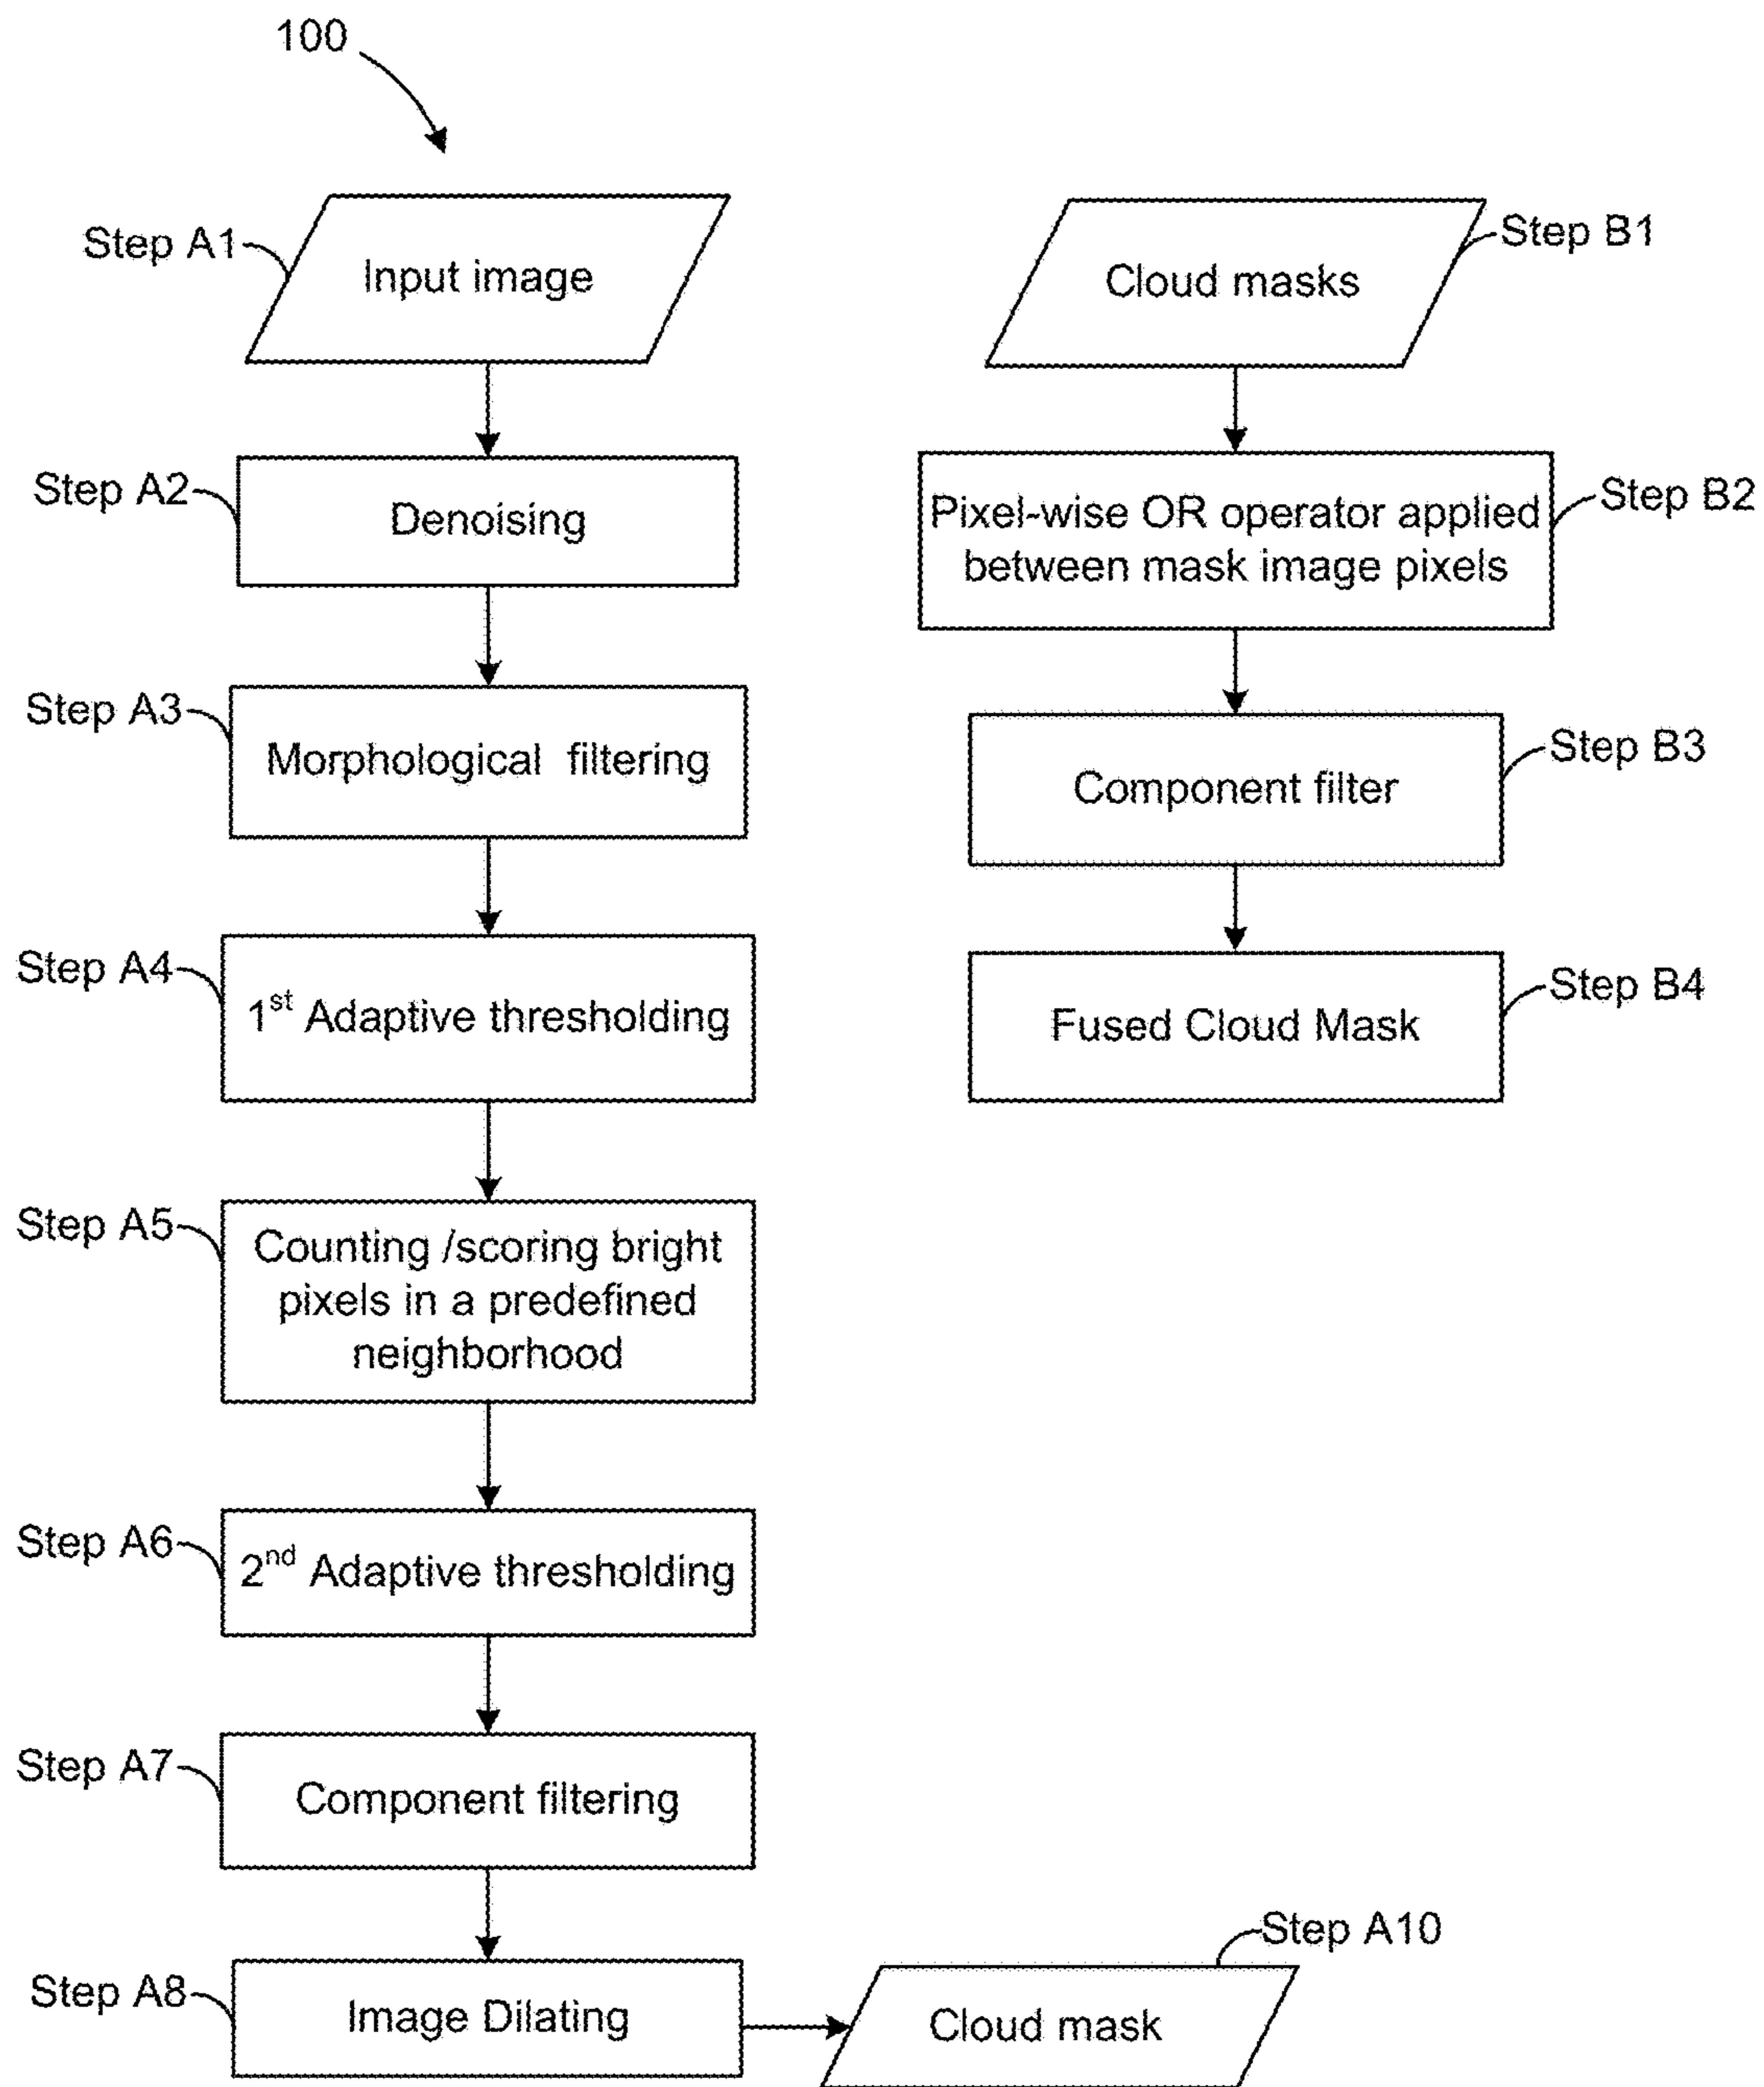 100
Step A1
Input image
Step A2
Denoising
Step A3
Morphological filtering
Step A4
1st Adaptive thresholding
Step A5
Counting /scoring bright
pixels in a predefined
neighborhood
Step A6
2nd Adaptive thresholding
Step A7
Component filtering
Step A8
Image Dilating
Step A10
Cloud mask
Step B1
Cloud masks
Step B2
Pixel-wise OR operator applied
between mask image pixels
Step B3
Component filter
Step B4
Fused Cloud Mask